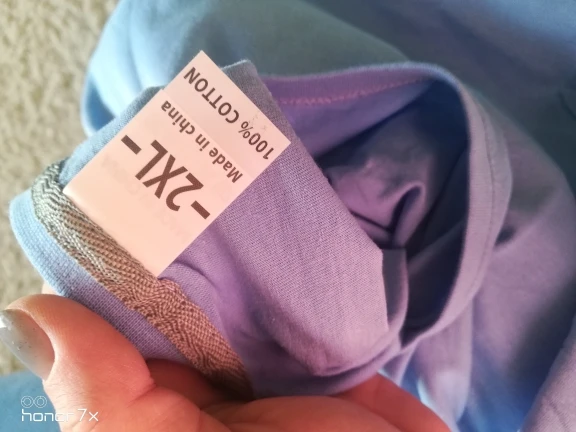 -2XL-
Made in china
100% COTTON
honor 7x